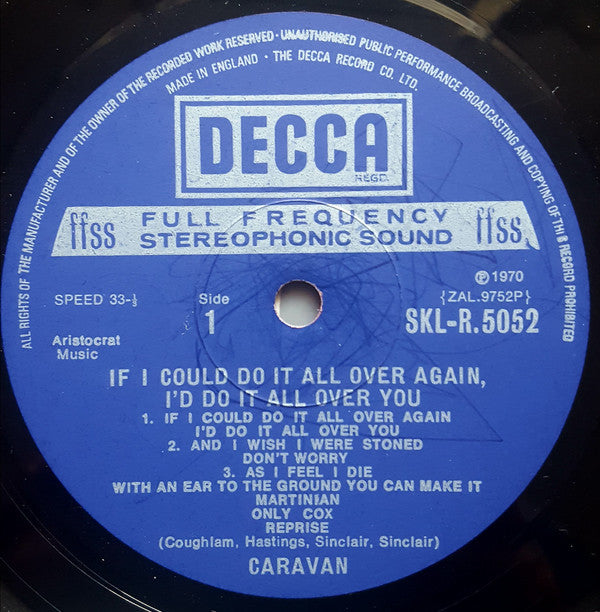 ALL RIGHTS OF THE MANUFACTURER AND OF THE OWNER OF THE RECORDED WORK RESERVED · UNAUTHORISED PUBLIC PERFORMANCE BROADCASTING AND COPYING OF THIS RECORD PROHIBITED
MADE IN ENGLAND · THE DECCA RECORD CO. LTD.
DECCA
REGD.
ffss FULL FREQUENCY ffss
STEREOPHONIC SOUND
Ⓟ 1970
SPEED 33-⅓ Side {ZAL.9752P}
1 SKL-R.5052
Aristocrat
Music
IF I COULD DO IT ALL OVER AGAIN,
I'D DO IT ALL OVER YOU
1. IF I COULD DO IT ALL OVER AGAIN
I'D DO IT ALL OVER YOU
2. AND I WISH I WERE STONED
DON'T WORRY
3. AS I FEEL I DIE
WITH AN EAR TO THE GROUND YOU CAN MAKE IT
MARTINIAN
ONLY COX
REPRISE
(Coughlam, Hastings, Sinclair, Sinclair)
CARAVAN